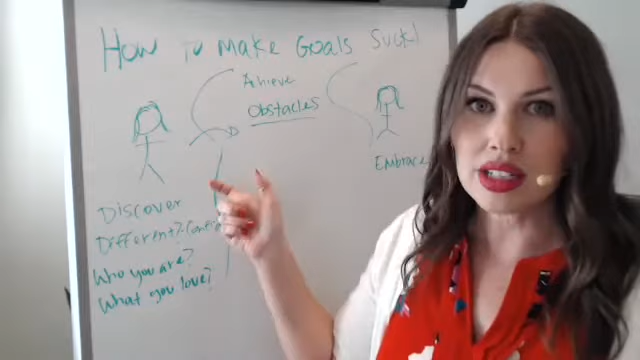 How To Make Goals Suck!
Achieve
Obstacles
Embrace
Discover
Different?
Who you are?
What you love?